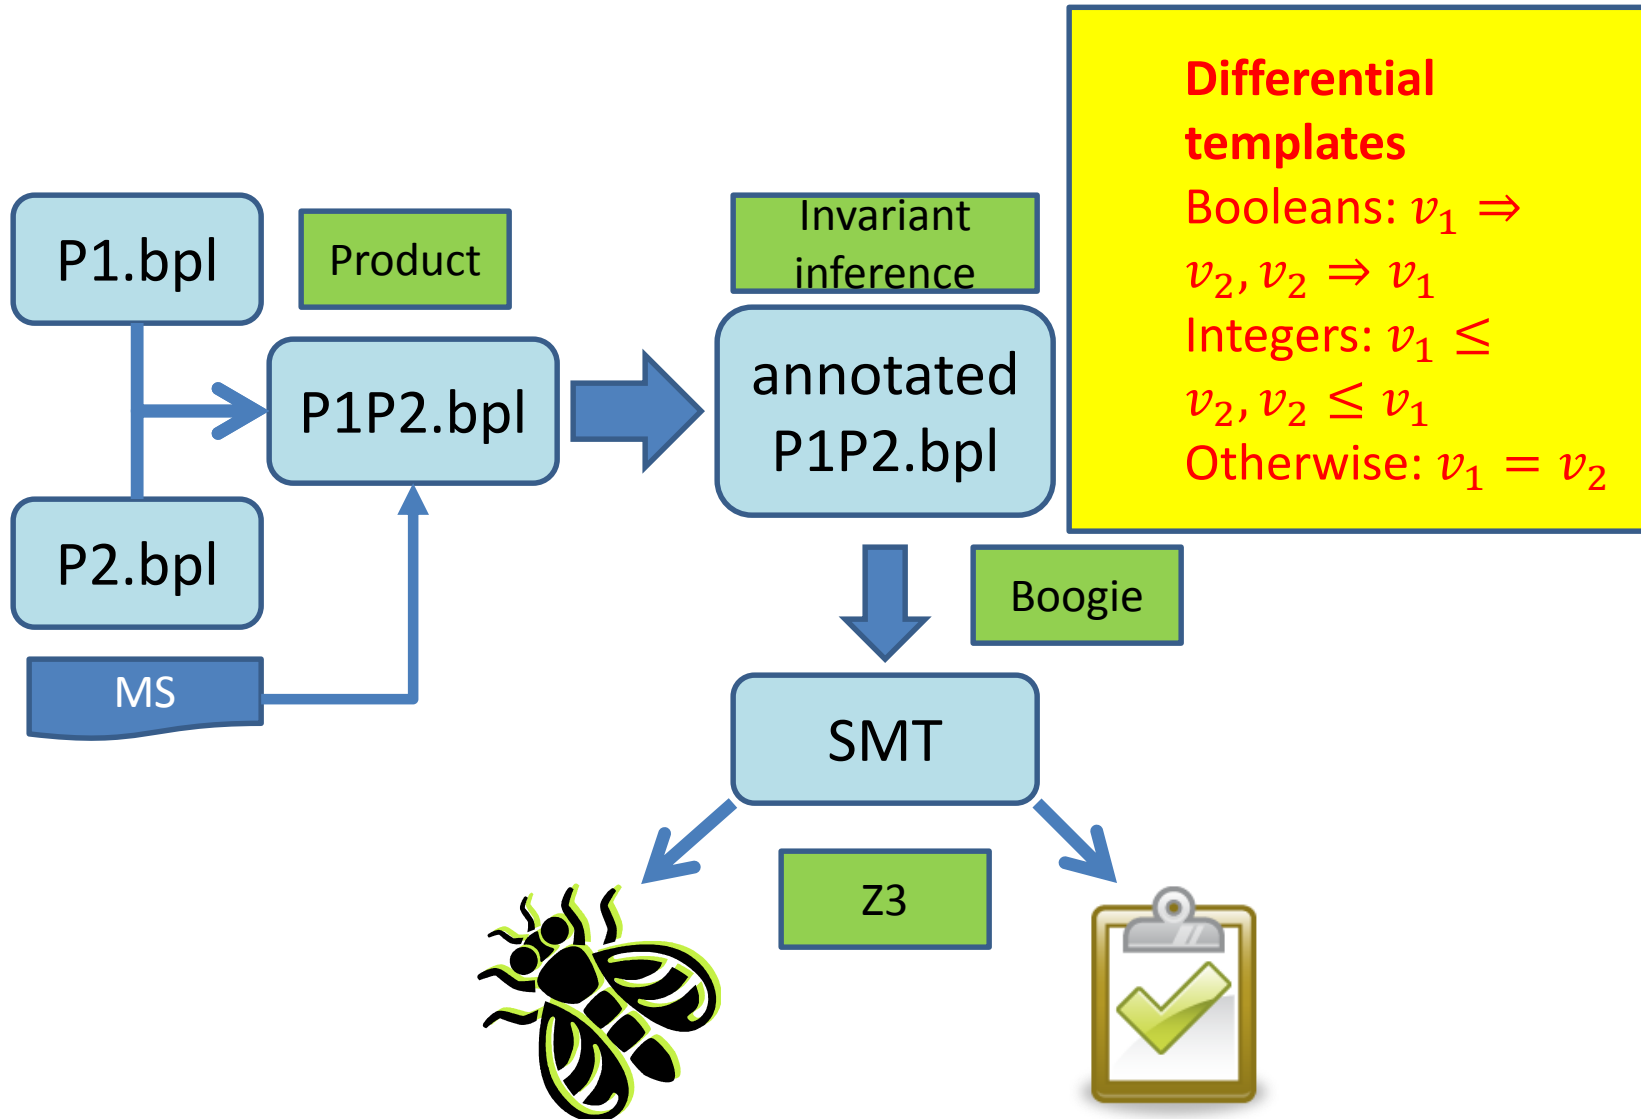 P1.bpl
Product
Invariant
inference
Differential
templates
Booleans: v₁ ⇒
v₂, v₂ ⇒ v₁
Integers: v₁ ≤
v₂, v₂ ≤ v₁
Otherwise: v₁ = v₂
P1P2.bpl
annotated
P1P2.bpl
P2.bpl
Boogie
MS
SMT
Z3